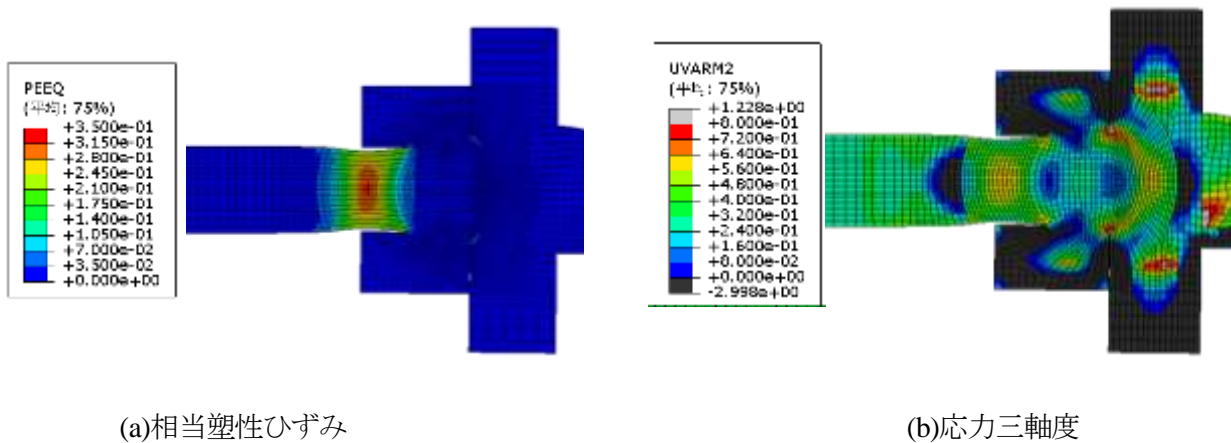 PEEQ
(平均: 75%)
+3.500e-01
+3.150e-01
+2.800e-01
+2.450e-01
+2.100e-01
+1.750e-01
+1.400e-01
+1.050e-01
+7.000e-02
+3.500e-02
+0.000e+00
UVARM2
(平均: 75%)
+1.228e+00
+8.000e-01
+7.200e-01
+6.400e-01
+5.600e-01
+4.800e-01
+4.000e-01
+3.200e-01
+2.400e-01
+1.600e-01
+8.000e-02
+0.000e+00
-2.998e+00
(a)相当塑性ひずみ
(b)応力三軸度